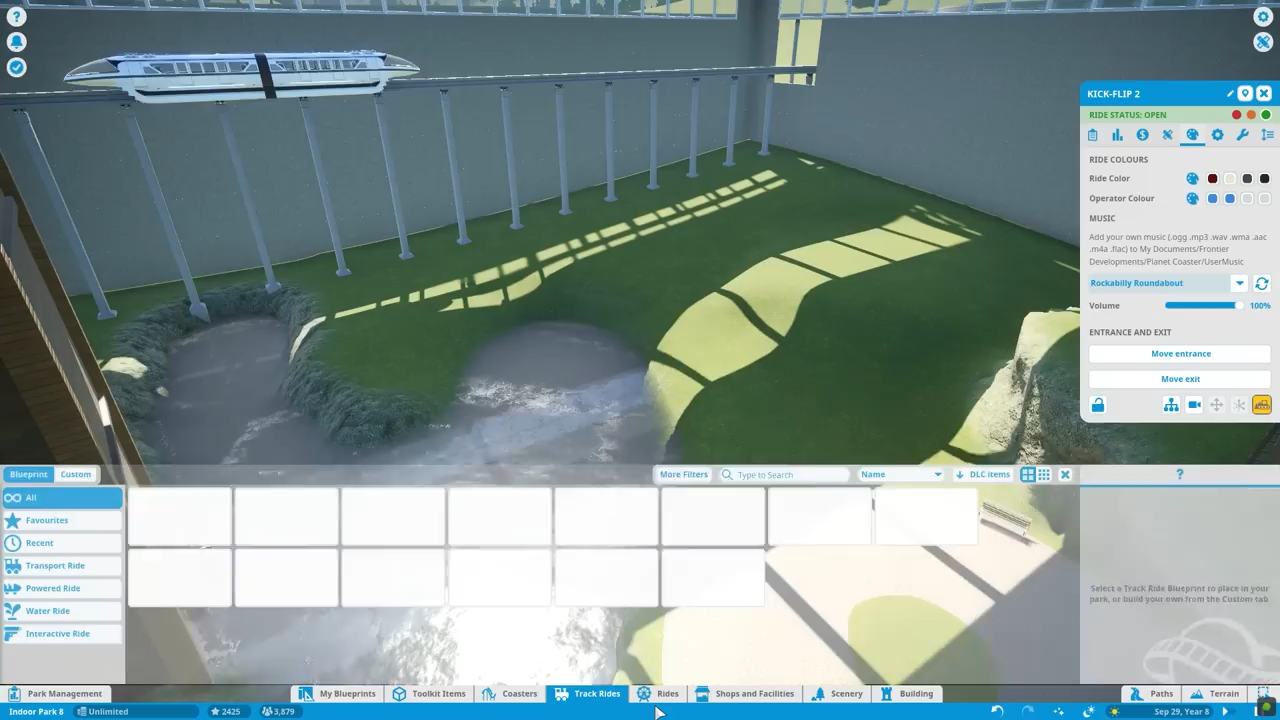 KICK-FLIP 2
RIDE STATUS: OPEN
RIDE COLOURS
Ride Color
Operator Colour
MUSIC
Add your own music (.ogg .mp3 .wav .wma .aac
.m4a .flac) to My Documents/Frontier
Developments/Planet Coaster/UserMusic
Rockabilly Roundabout
Volume 100%
ENTRANCE AND EXIT
Move entrance
Move exit
Blueprint Custom More Filters Type to Search Name DLC items ?
All
Favourites
Recent
Transport Ride
Powered Ride
Water Ride
Interactive Ride
Select a Track Ride Blueprint to place in your
park, or build your own from the Custom tab
Park Management My Blueprints Toolkit Items Coasters Track Rides Rides Shops and Facilities Scenery Building Paths Terrain
Indoor Park 8 Unlimited 2425 3,879 Sep 29, Year 8